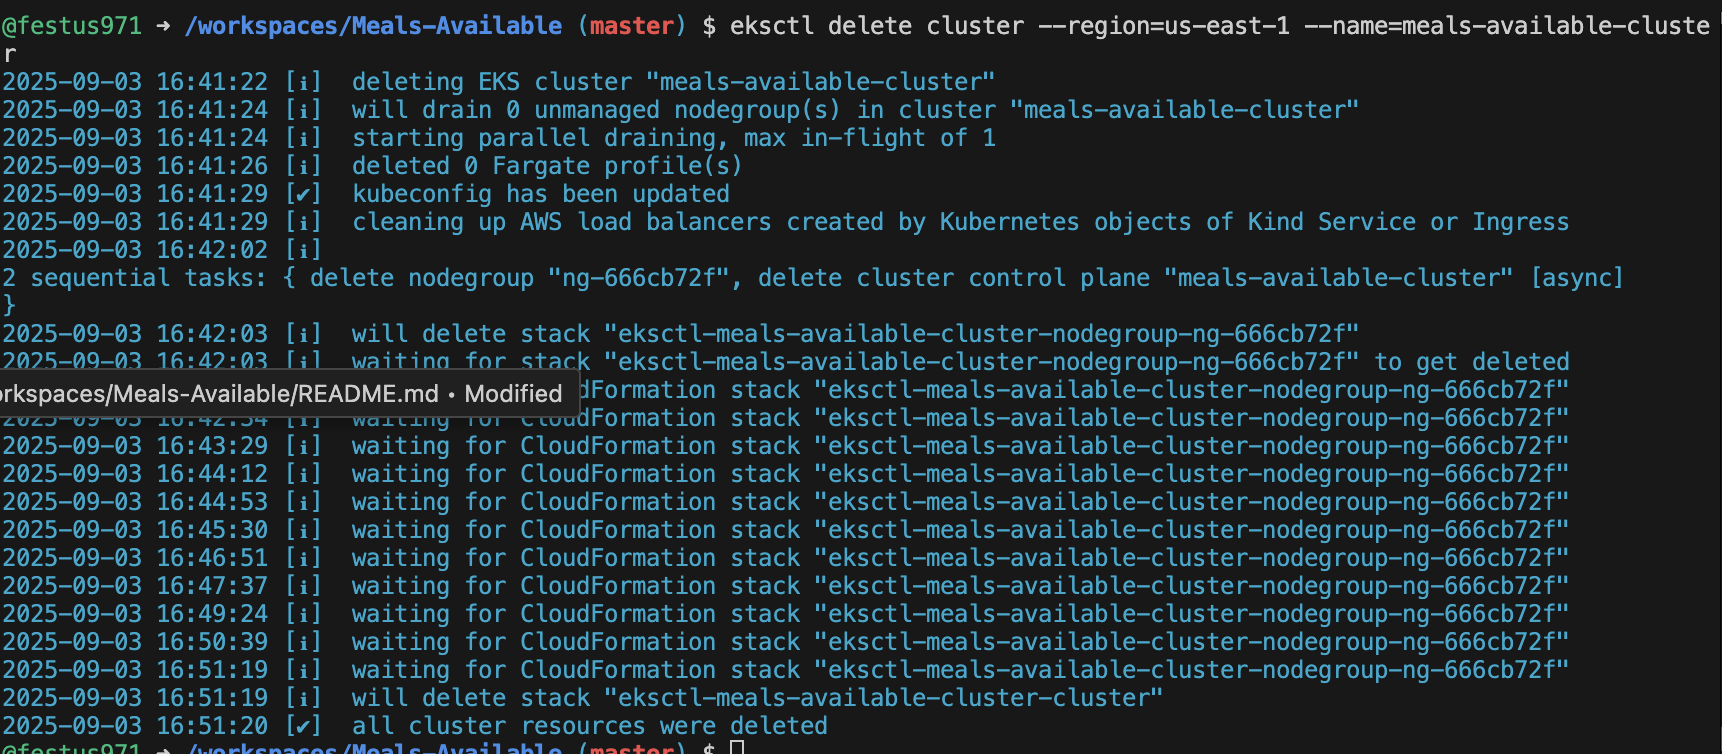 @festus971 ➜ /workspaces/Meals-Available (master) $ eksctl delete cluster --region=us-east-1 --name=meals-available-cluste
r
2025-09-03 16:41:22 [ℹ]  deleting EKS cluster "meals-available-cluster"
2025-09-03 16:41:24 [ℹ]  will drain 0 unmanaged nodegroup(s) in cluster "meals-available-cluster"
2025-09-03 16:41:24 [ℹ]  starting parallel draining, max in-flight of 1
2025-09-03 16:41:26 [ℹ]  deleted 0 Fargate profile(s)
2025-09-03 16:41:29 [✔]  kubeconfig has been updated
2025-09-03 16:41:29 [ℹ]  cleaning up AWS load balancers created by Kubernetes objects of Kind Service or Ingress
2025-09-03 16:42:02 [ℹ]
2 sequential tasks: { delete nodegroup "ng-666cb72f", delete cluster control plane "meals-available-cluster" [async]
}
2025-09-03 16:42:03 [ℹ]  will delete stack "eksctl-meals-available-cluster-nodegroup-ng-666cb72f"
2025-09-03 16:42:03 [ℹ]  waiting for stack "eksctl-meals-available-cluster-nodegroup-ng-666cb72f" to get deleted
orkspaces/Meals-Available/README.md • Modified
dFormation stack "eksctl-meals-available-cluster-nodegroup-ng-666cb72f"
2025-09-03 16:42:34 [ℹ]  waiting for CloudFormation stack "eksctl-meals-available-cluster-nodegroup-ng-666cb72f"
2025-09-03 16:43:29 [ℹ]  waiting for CloudFormation stack "eksctl-meals-available-cluster-nodegroup-ng-666cb72f"
2025-09-03 16:44:12 [ℹ]  waiting for CloudFormation stack "eksctl-meals-available-cluster-nodegroup-ng-666cb72f"
2025-09-03 16:44:53 [ℹ]  waiting for CloudFormation stack "eksctl-meals-available-cluster-nodegroup-ng-666cb72f"
2025-09-03 16:45:30 [ℹ]  waiting for CloudFormation stack "eksctl-meals-available-cluster-nodegroup-ng-666cb72f"
2025-09-03 16:46:51 [ℹ]  waiting for CloudFormation stack "eksctl-meals-available-cluster-nodegroup-ng-666cb72f"
2025-09-03 16:47:37 [ℹ]  waiting for CloudFormation stack "eksctl-meals-available-cluster-nodegroup-ng-666cb72f"
2025-09-03 16:49:24 [ℹ]  waiting for CloudFormation stack "eksctl-meals-available-cluster-nodegroup-ng-666cb72f"
2025-09-03 16:50:39 [ℹ]  waiting for CloudFormation stack "eksctl-meals-available-cluster-nodegroup-ng-666cb72f"
2025-09-03 16:51:19 [ℹ]  waiting for CloudFormation stack "eksctl-meals-available-cluster-nodegroup-ng-666cb72f"
2025-09-03 16:51:19 [ℹ]  will delete stack "eksctl-meals-available-cluster-cluster"
2025-09-03 16:51:20 [✔]  all cluster resources were deleted
@festus971 ➜ /workspaces/Meals-Available (master) $